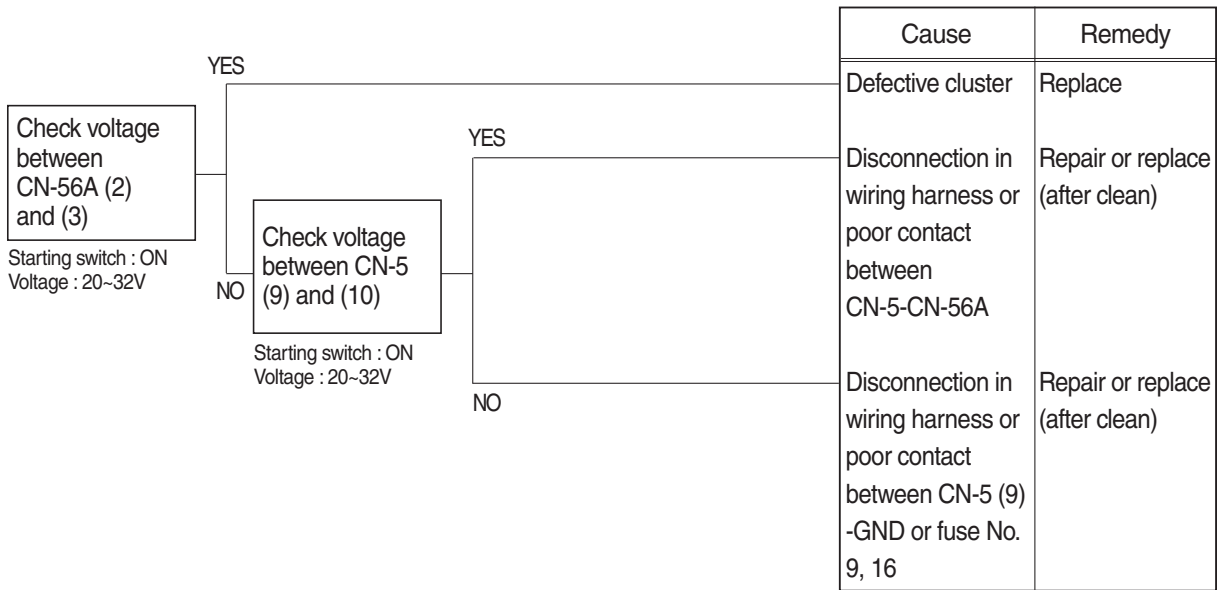 Cause
Remedy
YES
Defective cluster
Replace
Check voltage
between
CN-56A (2)
and (3)
Starting switch : ON
Voltage : 20~32V
YES
Disconnection in
wiring harness or
poor contact
between
CN-5-CN-56A
Repair or replace
(after clean)
NO
Check voltage
between CN-5
(9) and (10)
Starting switch : ON
Voltage : 20~32V
NO
Disconnection in
wiring harness or
poor contact
between CN-5 (9)
-GND or fuse No.
9, 16
Repair or replace
(after clean)